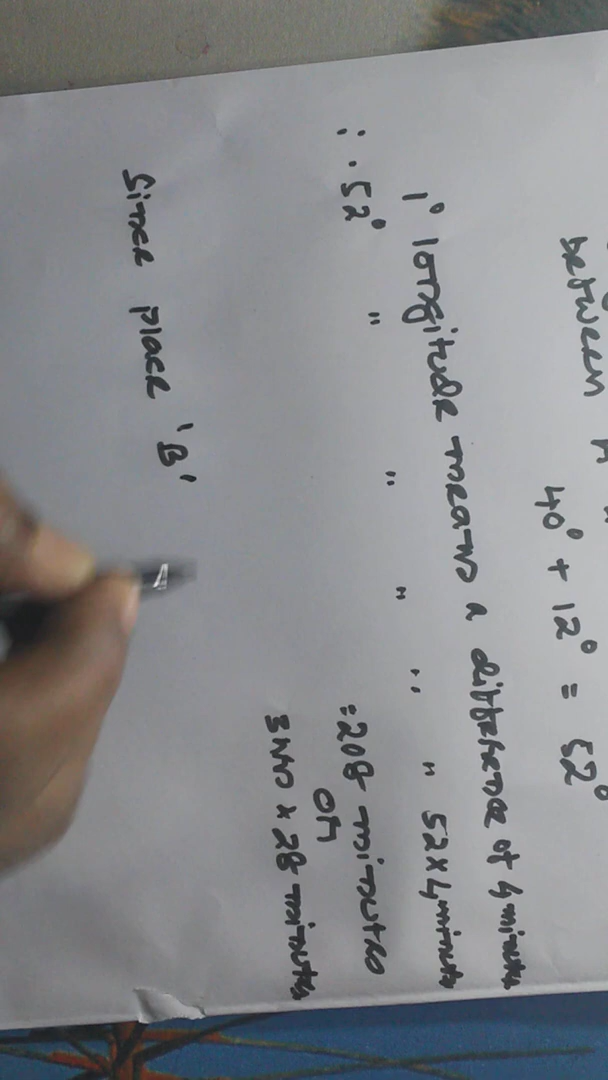 between
40° + 12° = 52°
1° longitude means a difference of 4 minutes
∴ 52° " " " " " 52 x 4 minutes
= 208 minutes
or
3 hrs x 28 minutes
Since place 'B'